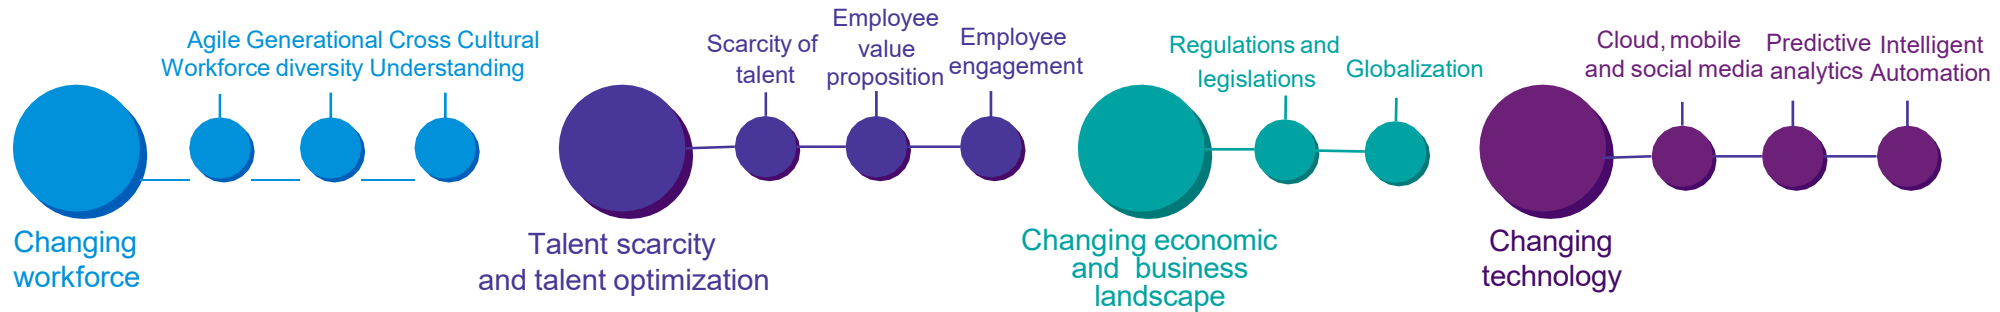 Agile Generational Cross Cultural
Workforce diversity Understanding
Changing
workforce
Scarcity of
talent
Employee
value
proposition
Employee
engagement
Talent scarcity
and talent optimization
Regulations and
legislations
Globalization
Changing economic
and business
landscape
Cloud, mobile
and social media
Predictive
analytics
Intelligent
Automation
Changing
technology